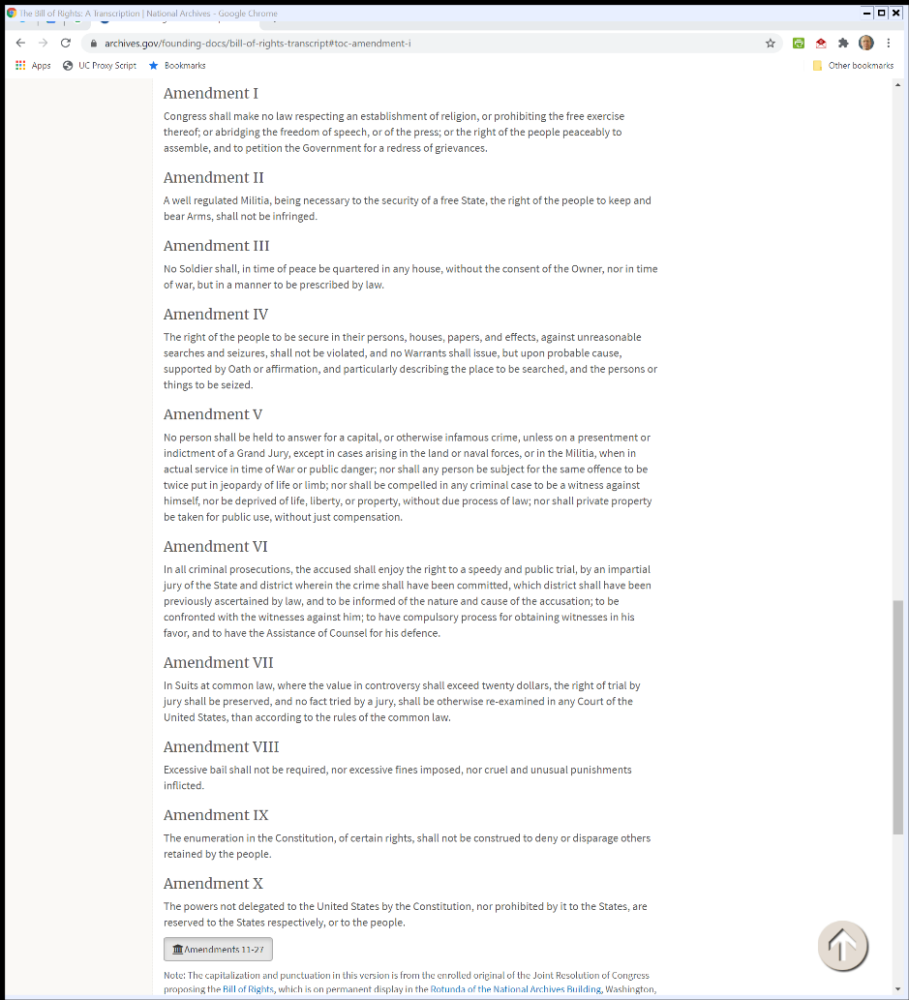 The Bill of Rights: A Transcription | National Archives - Google Chrome
archives.gov/founding-docs/bill-of-rights-transcript#toc-amendment-i
Apps UC Proxy Script Bookmarks Other bookmarks
Amendment I
Congress shall make no law respecting an establishment of religion, or prohibiting the free exercise
thereof; or abridging the freedom of speech, or of the press; or the right of the people peaceably to
assemble, and to petition the Government for a redress of grievances.
Amendment II
A well regulated Militia, being necessary to the security of a free State, the right of the people to keep and
bear Arms, shall not be infringed.
Amendment III
No Soldier shall, in time of peace be quartered in any house, without the consent of the Owner, nor in time
of war, but in a manner to be prescribed by law.
Amendment IV
The right of the people to be secure in their persons, houses, papers, and effects, against unreasonable
searches and seizures, shall not be violated, and no Warrants shall issue, but upon probable cause,
supported by Oath or affirmation, and particularly describing the place to be searched, and the persons or
things to be seized.
Amendment V
No person shall be held to answer for a capital, or otherwise infamous crime, unless on a presentment or
indictment of a Grand Jury, except in cases arising in the land or naval forces, or in the Militia, when in
actual service in time of War or public danger; nor shall any person be subject for the same offence to be
twice put in jeopardy of life or limb; nor shall be compelled in any criminal case to be a witness against
himself, nor be deprived of life, liberty, or property, without due process of law; nor shall private property
be taken for public use, without just compensation.
Amendment VI
In all criminal prosecutions, the accused shall enjoy the right to a speedy and public trial, by an impartial
jury of the State and district wherein the crime shall have been committed, which district shall have been
previously ascertained by law, and to be informed of the nature and cause of the accusation; to be
confronted with the witnesses against him; to have compulsory process for obtaining witnesses in his
favor, and to have the Assistance of Counsel for his defence.
Amendment VII
In Suits at common law, where the value in controversy shall exceed twenty dollars, the right of trial by
jury shall be preserved, and no fact tried by a jury, shall be otherwise re-examined in any Court of the
United States, than according to the rules of the common law.
Amendment VIII
Excessive bail shall not be required, nor excessive fines imposed, nor cruel and unusual punishments
inflicted.
Amendment IX
The enumeration in the Constitution, of certain rights, shall not be construed to deny or disparage others
retained by the people.
Amendment X
The powers not delegated to the United States by the Constitution, nor prohibited by it to the States, are
reserved to the States respectively, or to the people.
Amendments 11-27
Note: The capitalization and punctuation in this version is from the enrolled original of the Joint Resolution of Congress
proposing the Bill of Rights, which is on permanent display in the Rotunda of the National Archives Building, Washington,